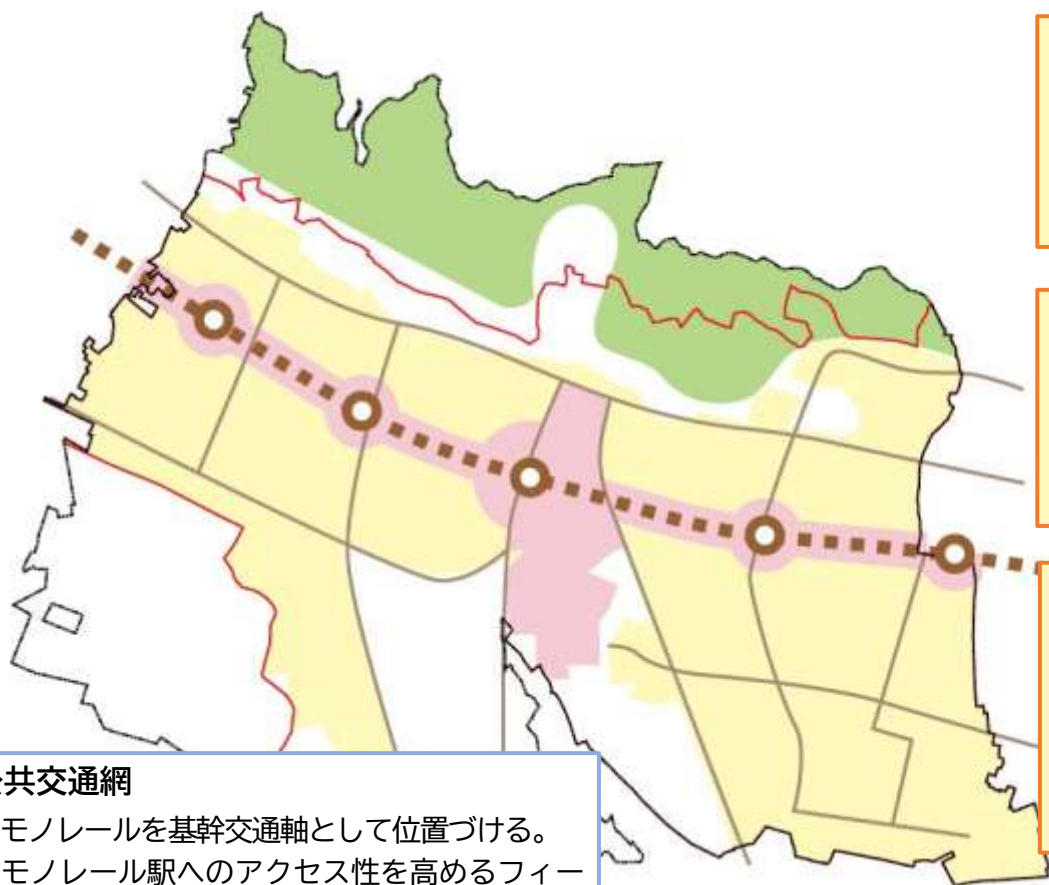 共交通網
モノレールを基幹交通軸として位置づける。
モノレール駅へのアクセス性を高めるフィー